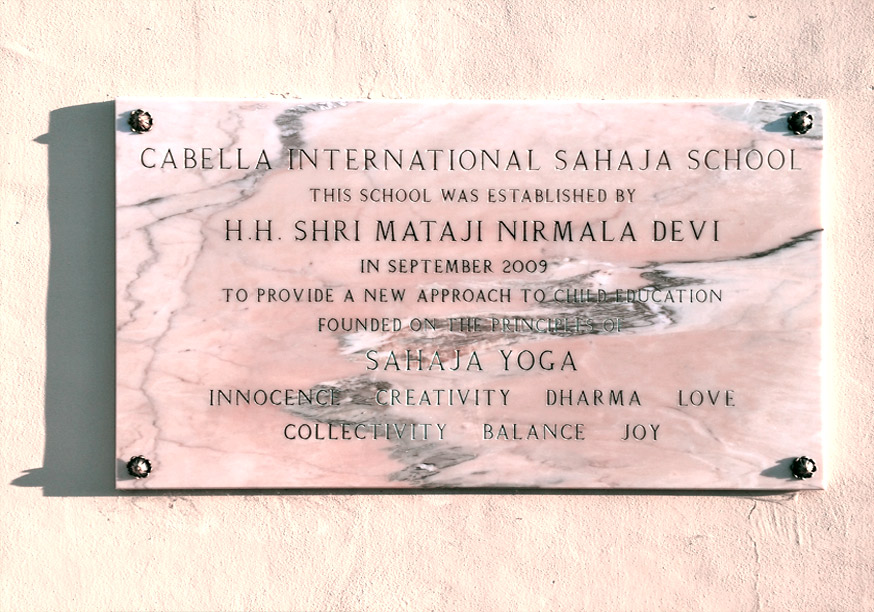 CABELLA INTERNATIONAL SAHAJA SCHOOL
THIS SCHOOL WAS ESTABLISHED BY
H.H. SHRI MATAJI NIRMALA DEVI
IN SEPTEMBER 2009
TO PROVIDE A NEW APPROACH TO CHILD EDUCATION
FOUNDED ON THE PRINCIPLES OF
SAHAJA YOGA
INNOCENCE CREATIVITY DHARMA LOVE
COLLECTIVITY BALANCE JOY